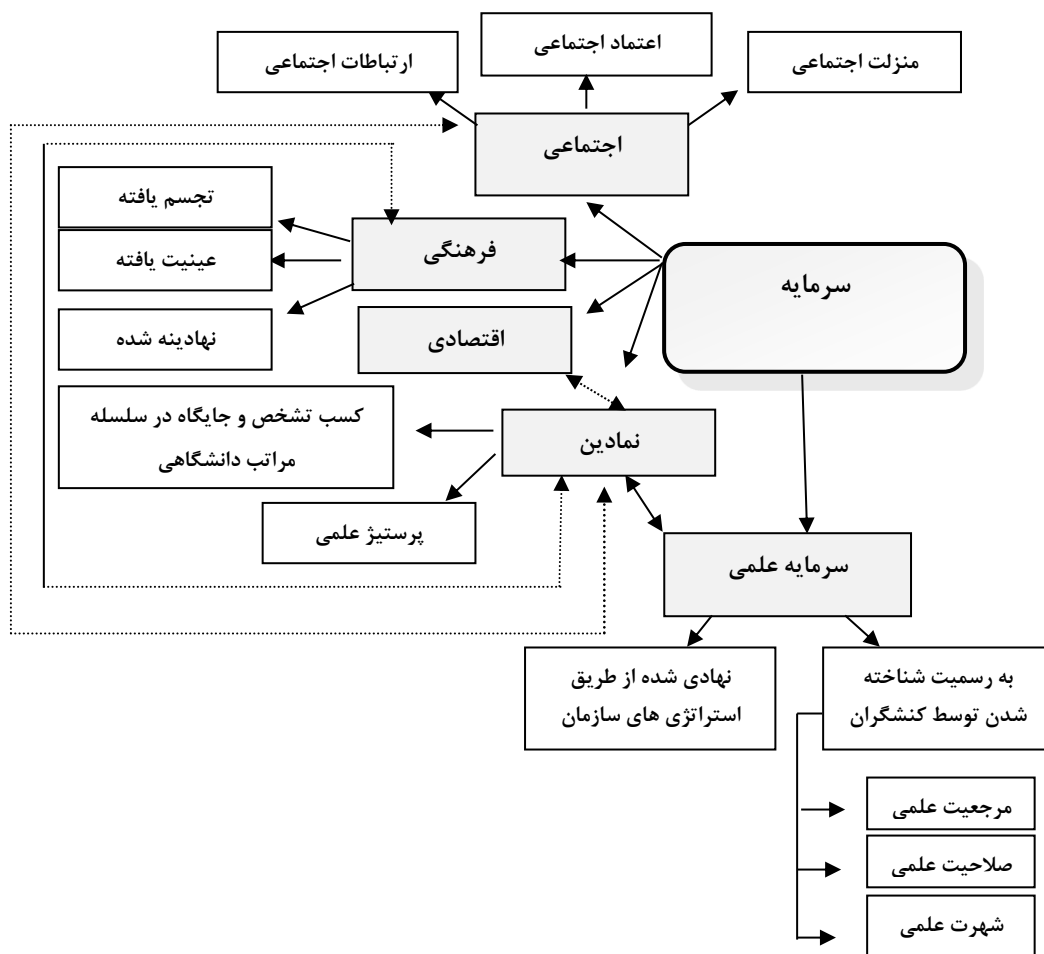 اعتماد اجتماعی
منزلت اجتماعی
ارتباطات اجتماعی
اجتماعی
تجسم یافته
فرهنگی
عینیت یافته
سرمایه
نهادینه شده
اقتصادی
کسب تشخص و جایگاه در سلسله
مراتب دانشگاهی
نمادین
پرستیژ علمی
سرمایه علمی
به رسمیت شناخته
شدن توسط کنشگران
نهادی شده از طریق
استراتژی های سازمان
مرجعیت علمی
صلاحیت علمی
شهرت علمی